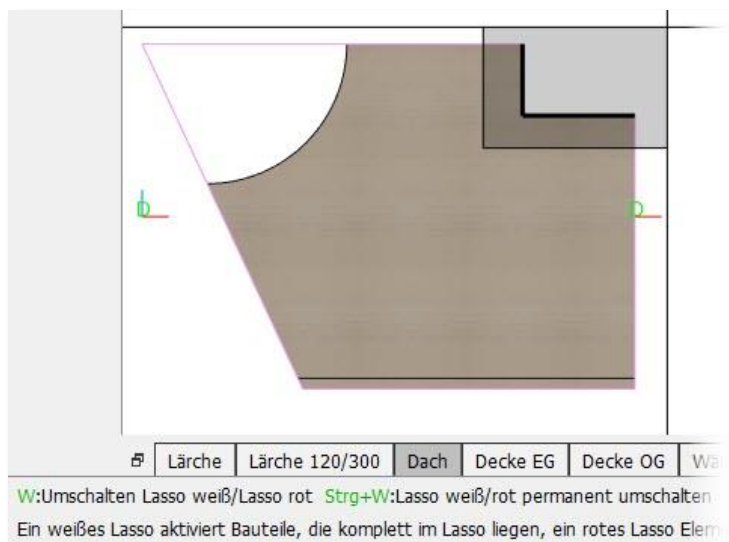 D D
Lärche Lärche 120/300 Dach Decke EG Decke OG
W:Umschalten Lasso weiß/Lasso rot Strg+W:Lasso weiß/rot permanent umschalten
Ein weißes Lasso aktiviert Bauteile, die komplett im Lasso liegen, ein rotes Lasso